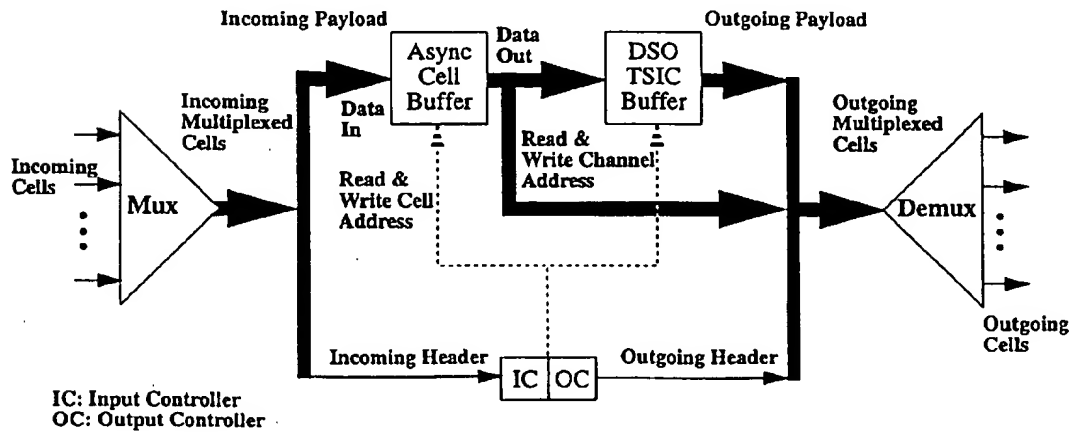 Incoming Payload
Data
Out
Outgoing Payload
Async
Cell
Buffer
DSO
TSIC
Buffer
Incoming
Multiplexed
Cells
Data
In
Outgoing
Multiplexed
Cells
Incoming
Cells
Mux
Read &
Write Cell
Address
Read &
Write Channel
Address
Demux
Outgoing
Cells
Incoming Header
IC
OC
Outgoing Header
IC: Input Controller
OC: Output Controller